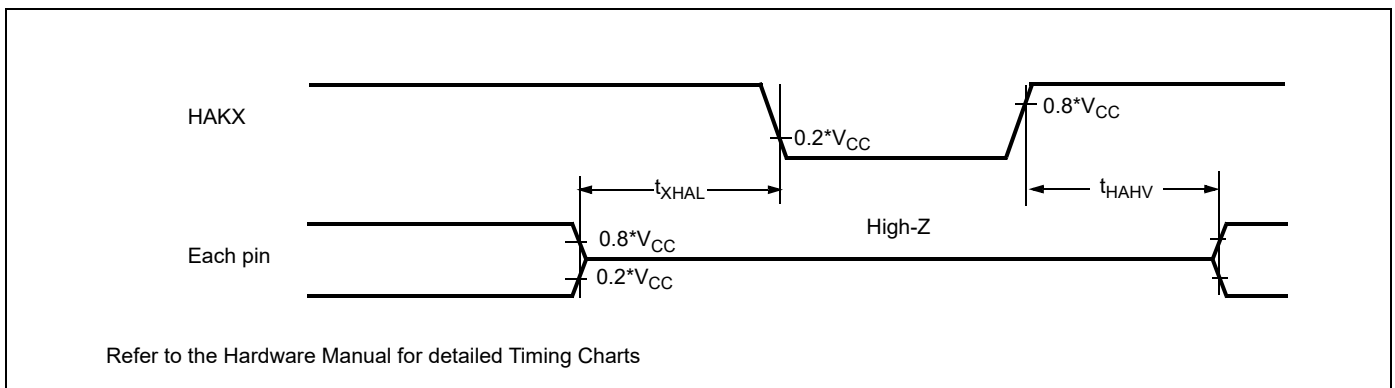 HAKX
0.2*VCC
0.8*VCC
tXHAL
tHAHV
High-Z
Each pin
0.8*VCC
0.2*VCC
Refer to the Hardware Manual for detailed Timing Charts